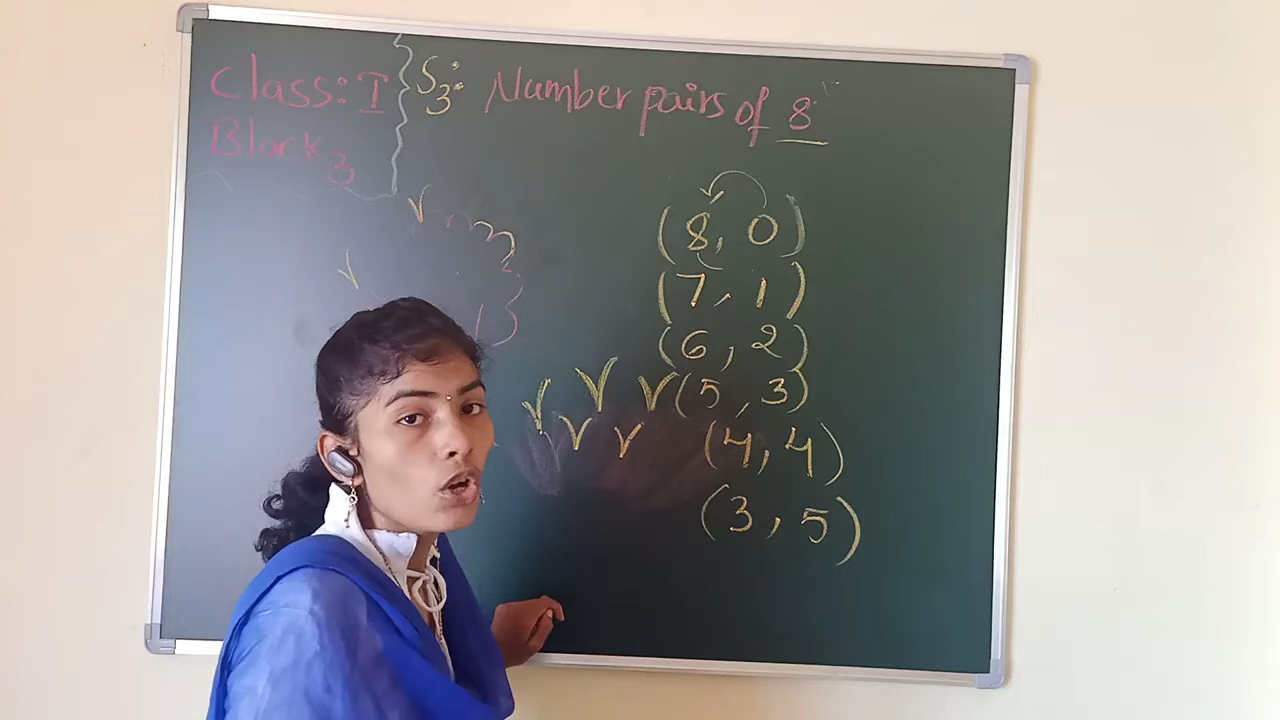 Class: I
Block 3
S3: Number pairs of 8
(8, 0)
(7, 1)
(6, 2)
(5, 3)
(4, 4)
(3, 5)